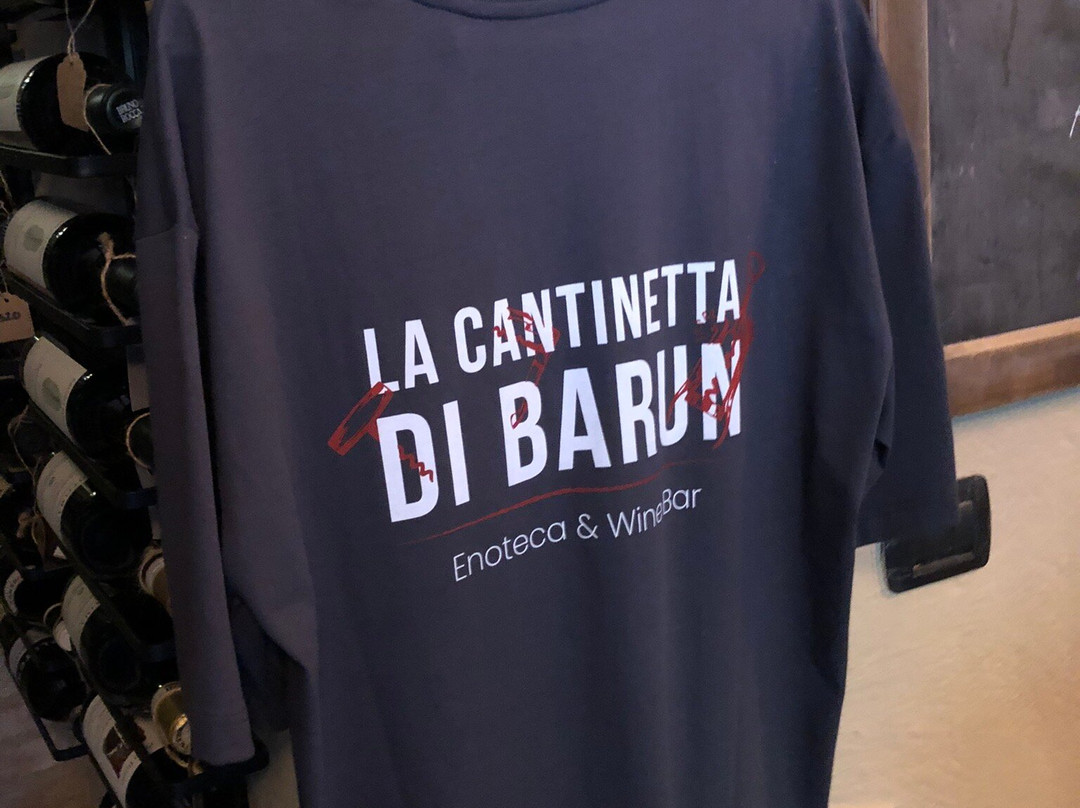 LA CANTINETTA
DI BARUN
Enoteca & WineBar